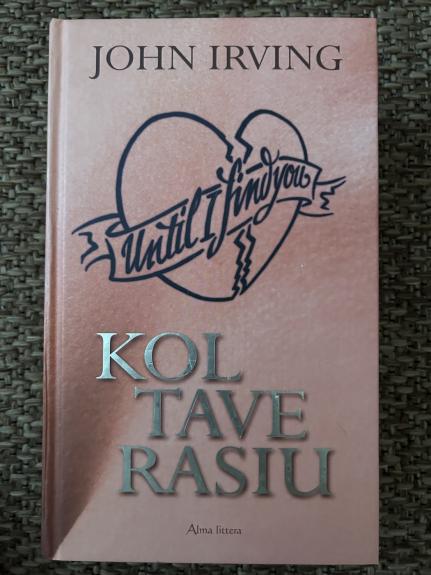 JOHN IRVING
Until I find you
KOL
TAVE
RASIU
Alma littera